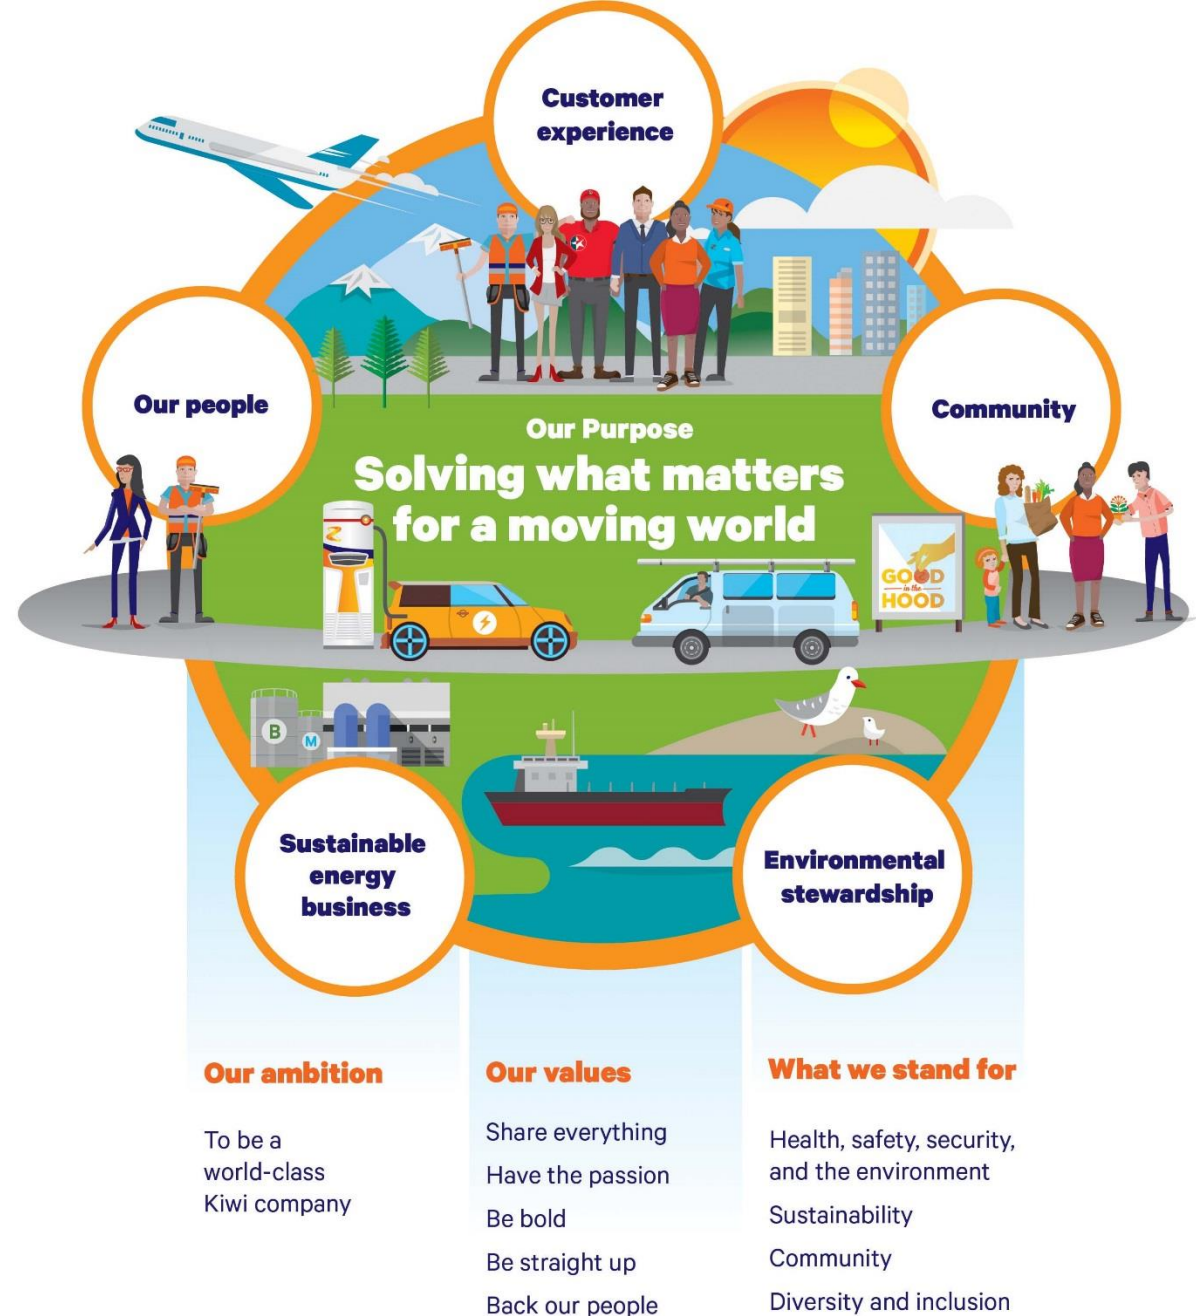 Customer
experience
Our people
Community
Our Purpose
Solving what matters
for a moving world
Z
GOOD
in the
HOOD
B
M
Sustainable
energy
business
Environmental
stewardship
Our ambition
To be a
world-class
Kiwi company
Our values
Share everything
Have the passion
Be bold
Be straight up
Back our people
What we stand for
Health, safety, security,
and the environment
Sustainability
Community
Diversity and inclusion